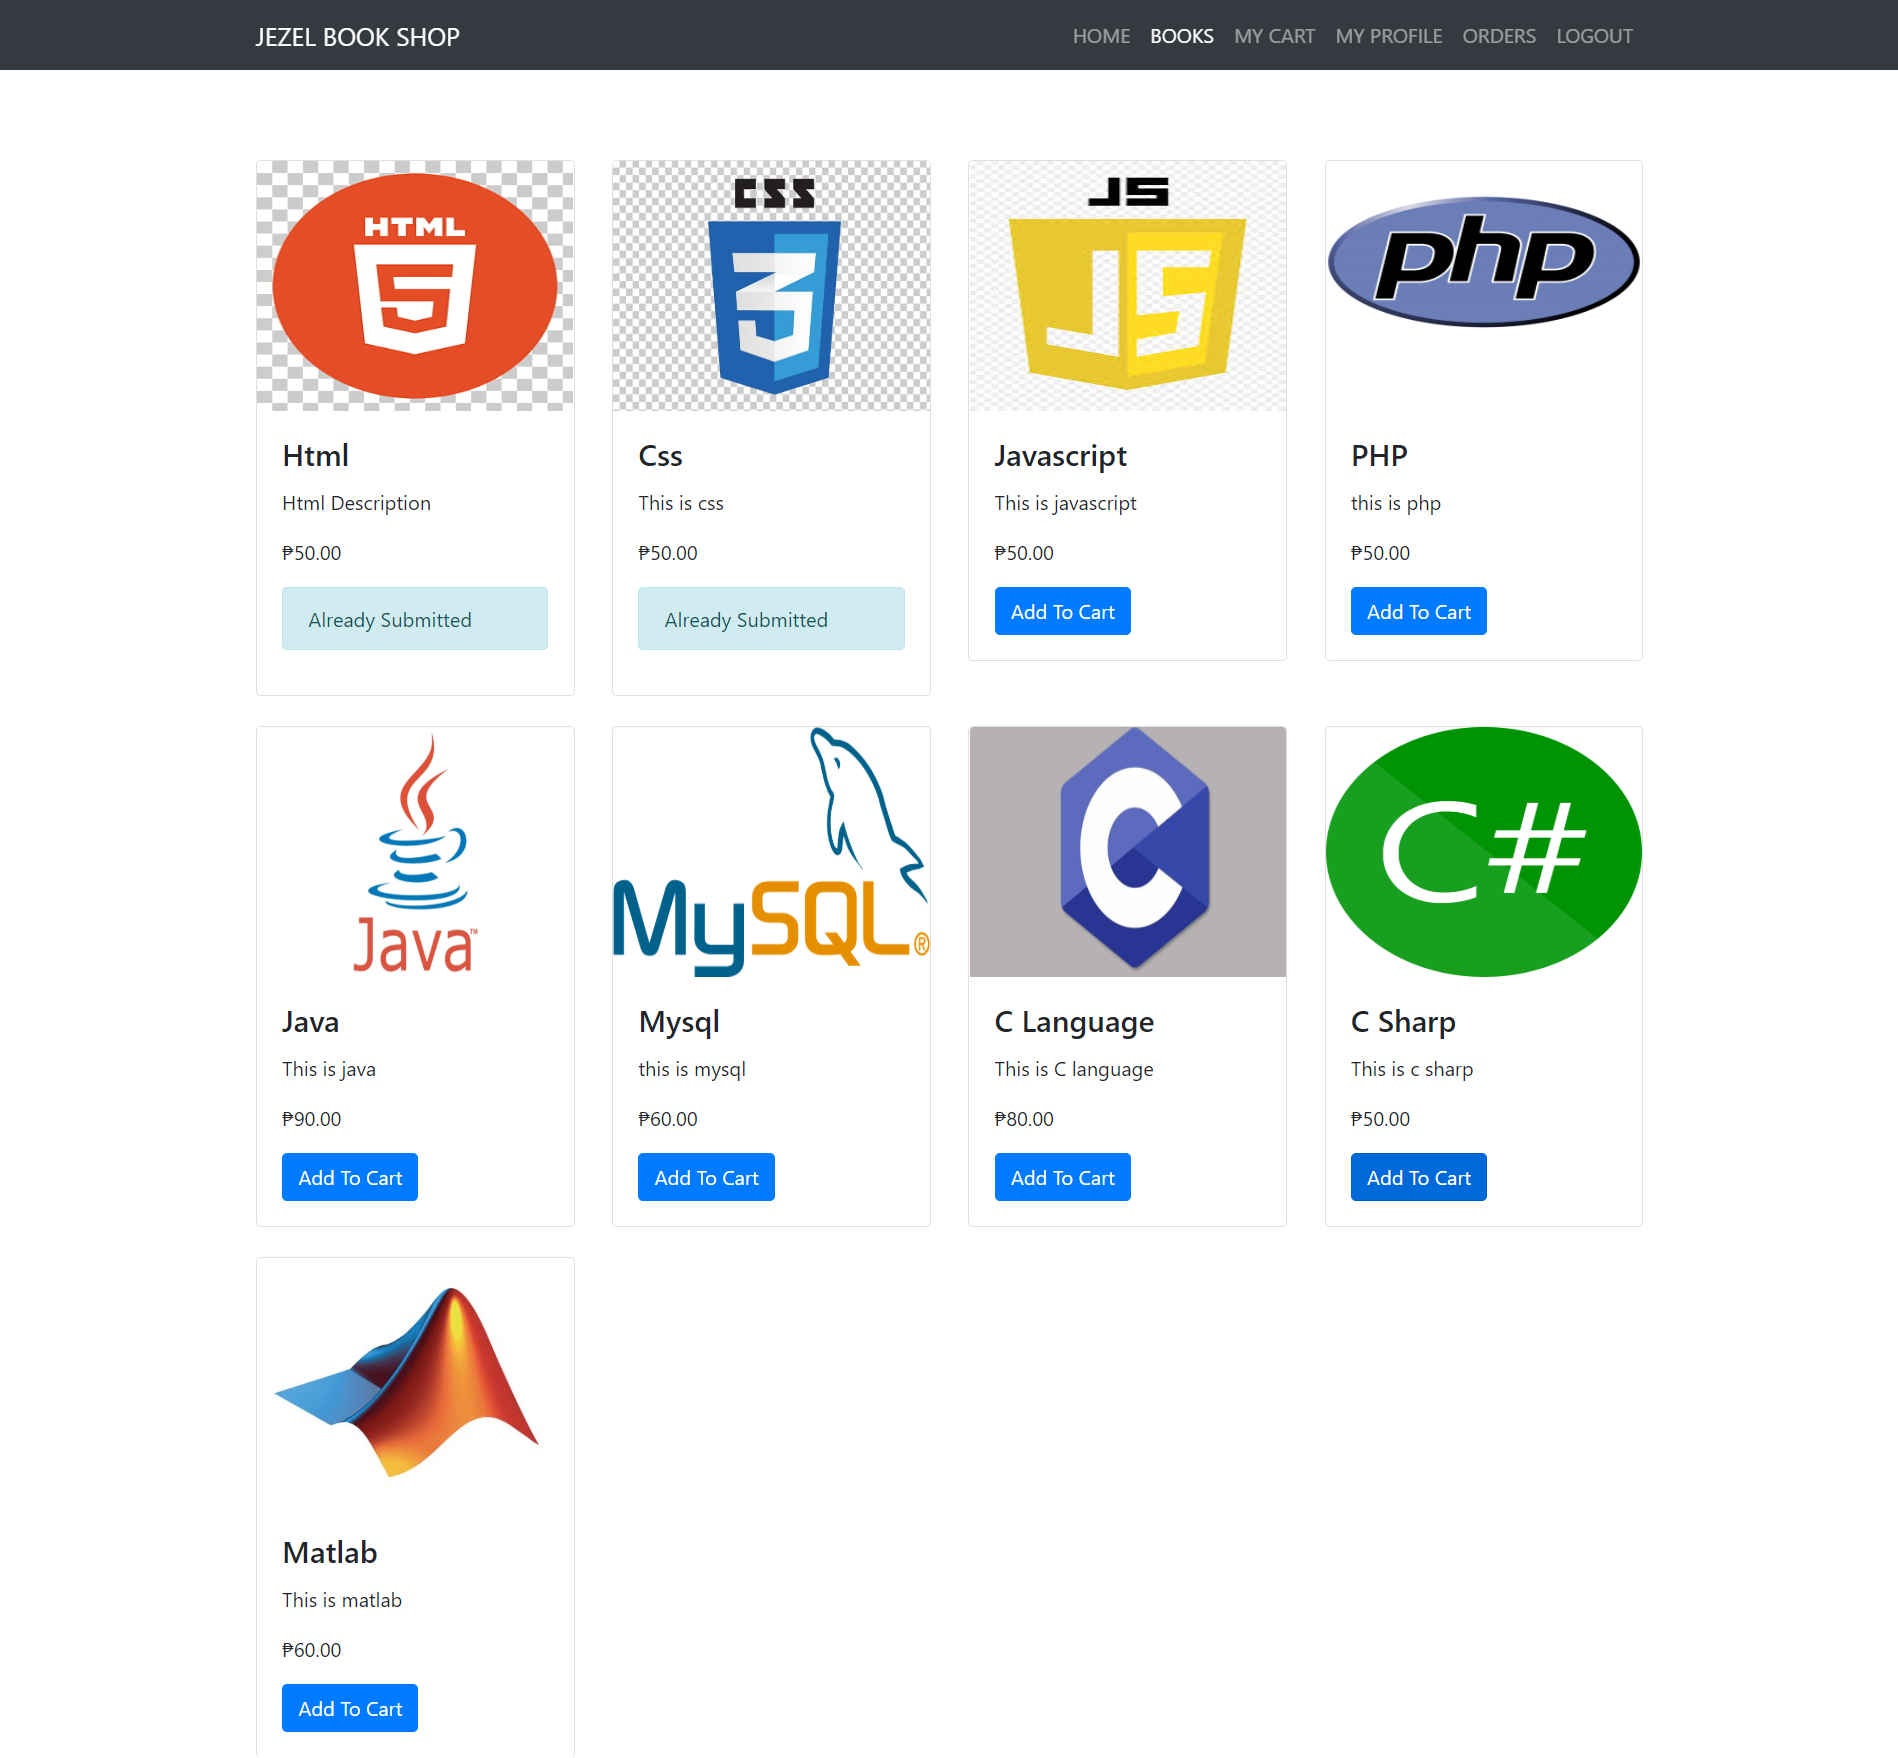 JEZEL BOOK SHOP
HOME BOOKS MY CART MY PROFILE ORDERS LOGOUT
HTML
5
Html
Html Description
₱50.00
Already Submitted
CSS
3
Css
This is css
₱50.00
Already Submitted
JS
JS
Javascript
This is javascript
₱50.00
Add To Cart
php
PHP
this is php
₱50.00
Add To Cart
Java™
Java
This is java
₱90.00
Add To Cart
MySQL®
Mysql
this is mysql
₱60.00
Add To Cart
C
C Language
This is C language
₱80.00
Add To Cart
C#
C Sharp
This is c sharp
₱50.00
Add To Cart
Matlab
This is matlab
₱60.00
Add To Cart